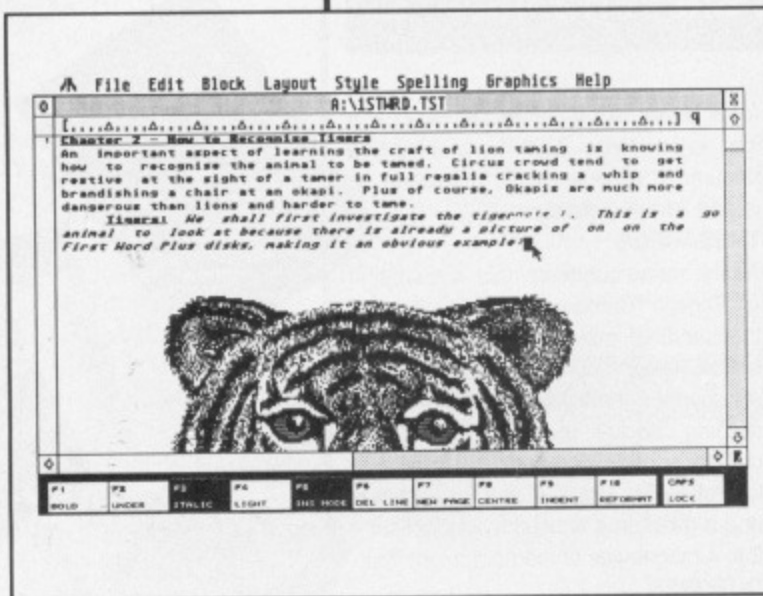 File Edit Block Layout Style Spelling Graphics Help
A:\1STWRD.TST
Chapter 2 - How to Recognise Tigers
An important aspect of learning the craft of lion taming is knowing
how to recognise the animal to be tamed. Circus crowd tend to get
restive at the sight of a tamer in full regalia cracking a whip and
brandishing a chair at an okapi. Plus of course, Okapis are much more
dangerous than lions and harder to tame.
Tigers: We shall first investigate the tiger This is a go
animal to look at because there is already a picture of on on the
First Word Plus disks, making it an obvious example!
F1 BOLD F2 UNDER F3 ITALIC F4 LIGHT F5 INS MODE F6 DEL LINE F7 NEW PAGE F8 CENTRE F9 INDENT F10 REFORMAT CAPS LOCK